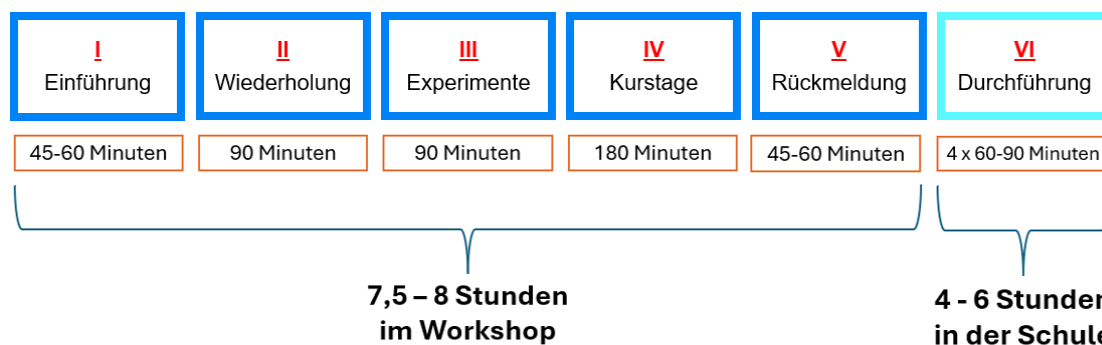 I
Einführung
II
Wiederholung
III
Experimente
IV
Kurstage
V
Rückmeldung
VI
Durchführung
45-60 Minuten
90 Minuten
90 Minuten
180 Minuten
45-60 Minuten
4 x 60-90 Minuten
7,5 – 8 Stunden
im Workshop
4 - 6 Stunden
in der Schule